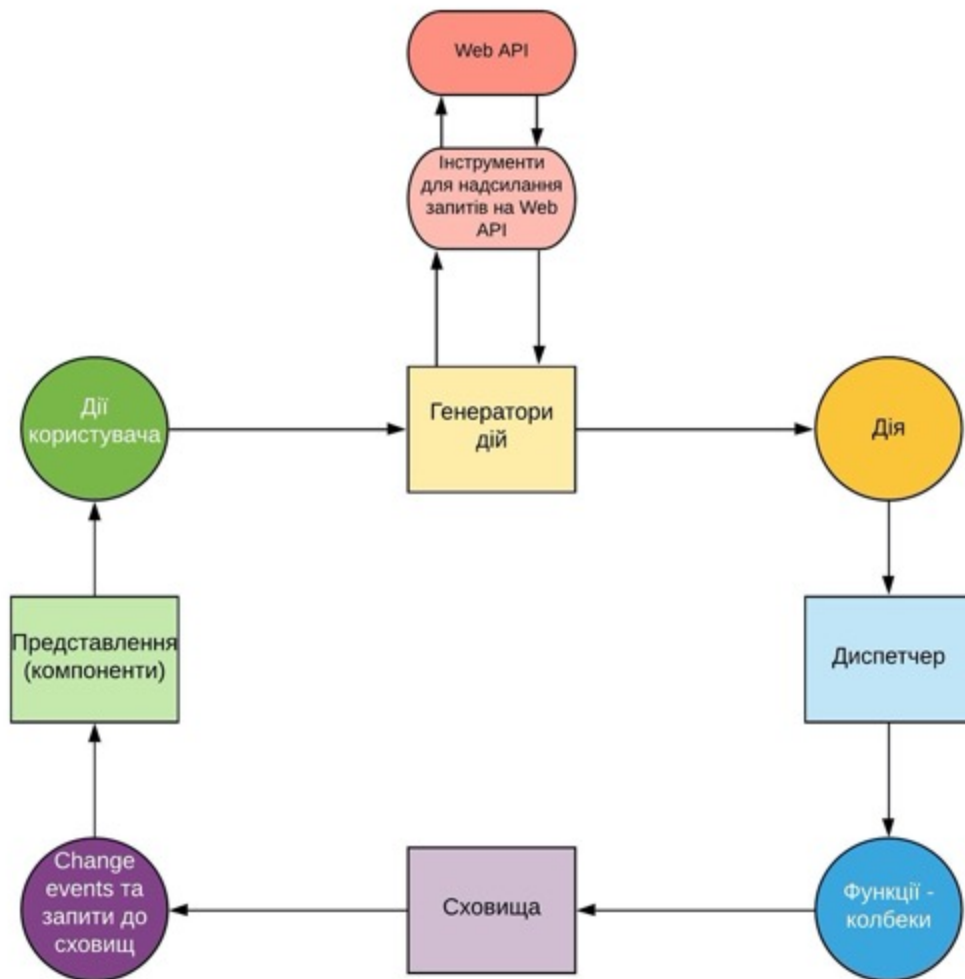 Web API
Інструменти
для надсилання
запитів на Web
API
Дії
користувача
Генератори
дій
Дія
Представлення
(компоненти)
Диспетчер
Change
events та
запити до
сховищ
Сховища
Функції -
колбеки